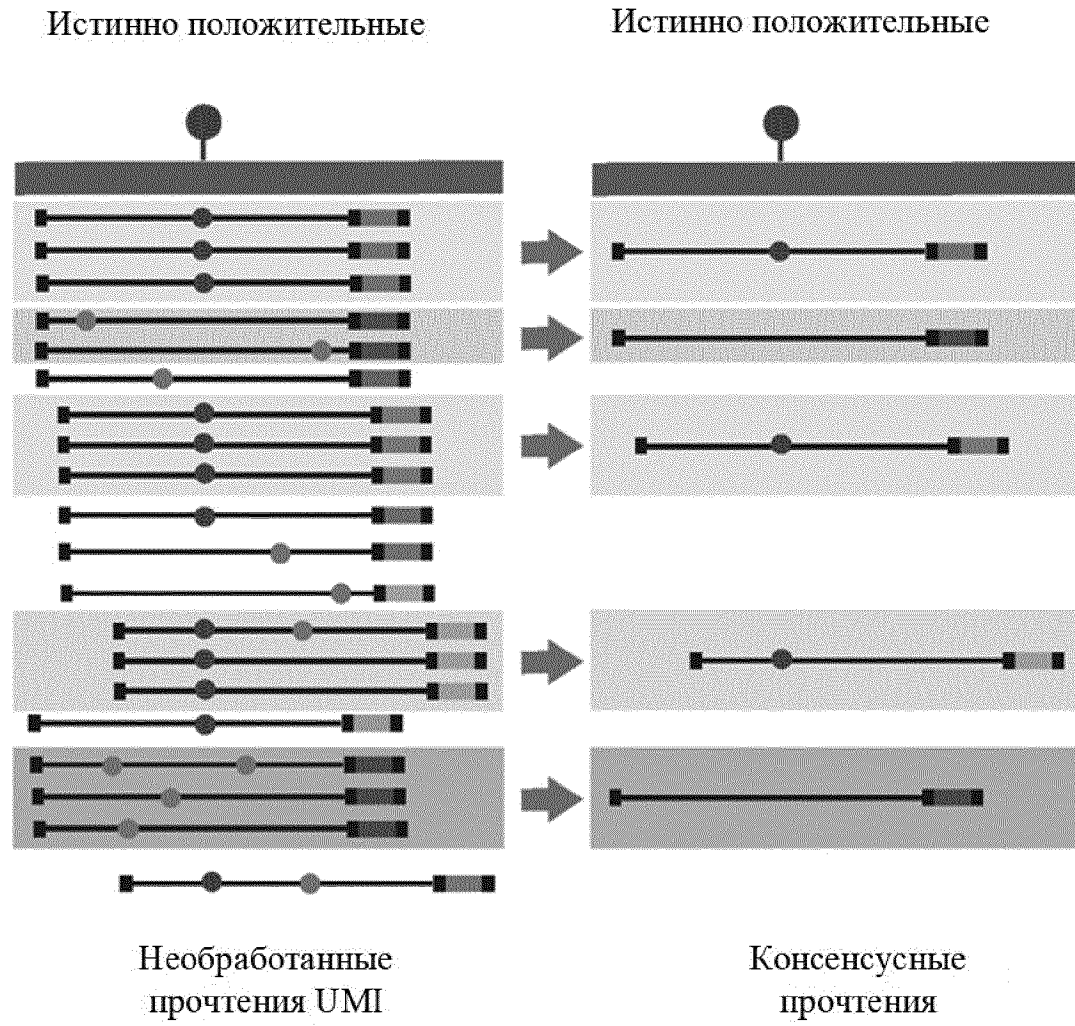 Истинно положительные
Истинно положительные
Необработанные
прочтения UMI
Консенсусные
прочтения